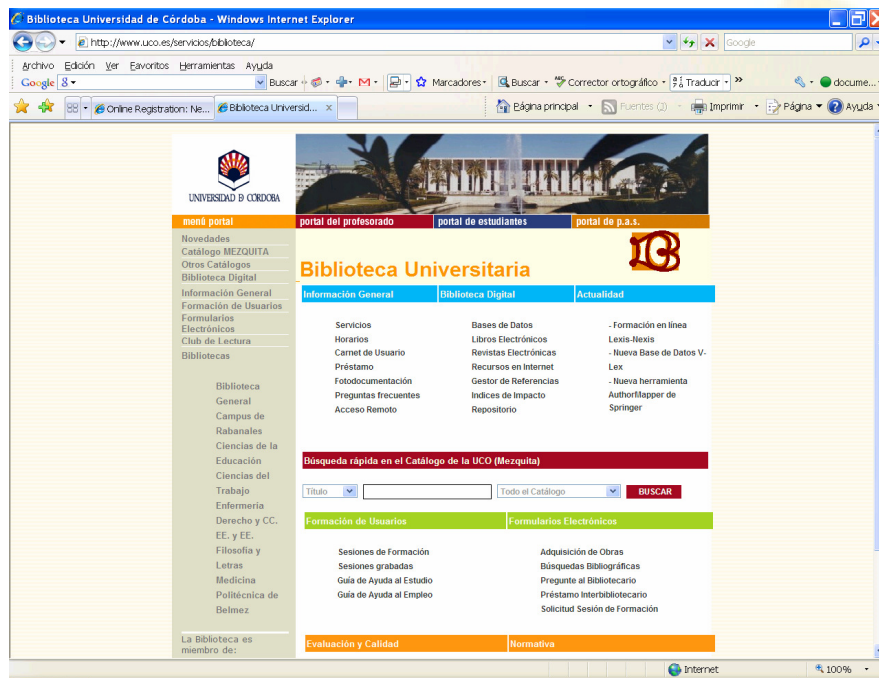 Biblioteca Universidad de Córdoba - Windows Internet Explorer
http://www.uco.es/servicios/biblioteca/
Google
Archivo Edición Ver Favoritos Herramientas Ayuda
Google Buscar Marcadores Buscar Corrector ortográfico Traducir docume...
Online Registration: Ne... Biblioteca Universid... Página principal Fuentes (2) Imprimir Página Ayuda
UNIVERSIDAD D CORDOBA
menú portal portal del profesorado portal de estudiantes portal de p.a.s.
Novedades
Catálogo MEZQUITA
Otros Catálogos
Biblioteca Digital
Información General
Formación de Usuarios
Formularios
Electrónicos
Club de Lectura
Bibliotecas
Biblioteca
General
Campus de
Rabanales
Ciencias de la
Educación
Ciencias del
Trabajo
Enfermería
Derecho y CC.
EE. y EE.
Filosofía y
Letras
Medicina
Politécnica de
Belmez
La Biblioteca es
miembro de:
Biblioteca Universitaria
Información General Biblioteca Digital Actualidad
Servicios
Horarios
Carnet de Usuario
Préstamo
Fotodocumentación
Preguntas frecuentes
Acceso Remoto
Bases de Datos
Libros Electrónicos
Revistas Electrónicas
Recursos en Internet
Gestor de Referencias
Indices de Impacto
Repositorio
- Formación en línea
Lexis-Nexis
- Nueva Base de Datos V-
Lex
- Nueva herramienta
AuthorMapper de
Springer
Búsqueda rápida en el Catálogo de la UCO (Mezquita)
Título Todo el Catálogo BUSCAR
Formación de Usuarios Formularios Electrónicos
Sesiones de Formación
Sesiones grabadas
Guía de Ayuda al Estudio
Guía de Ayuda al Empleo
Adquisición de Obras
Búsquedas Bibliográficas
Pregunte al Bibliotecario
Préstamo Interbibliotecario
Solicitud Sesión de Formación
Evaluación y Calidad Normativa
Internet 100%